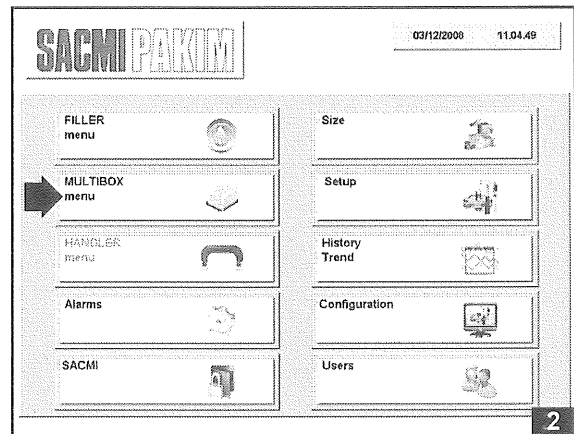 SACMI PAKIM
03/12/2008 11.04.49
FILLER
menu
Size
MULTIBOX
menu
Setup
HANDLER
menu
History
Trend
Alarms
Configuration
SACMI
Users
2